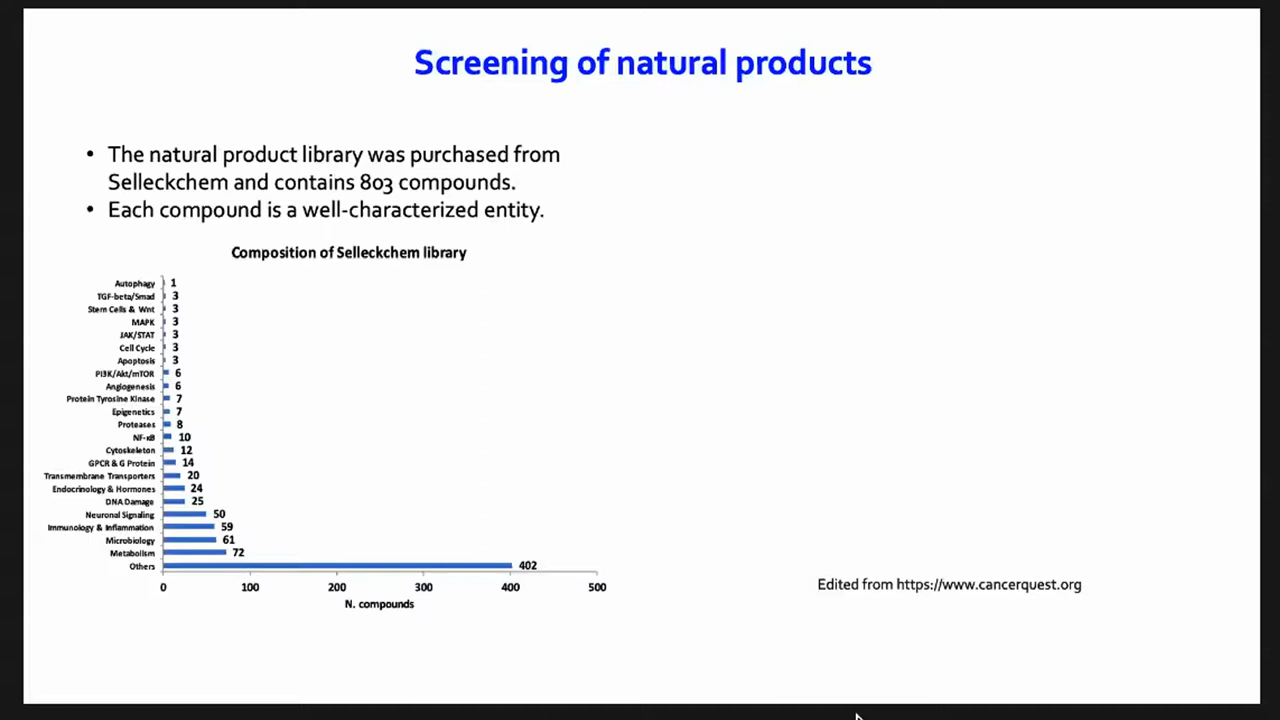 Screening of natural products
• The natural product library was purchased from
Selleckchem and contains 803 compounds.
• Each compound is a well-characterized entity.
Composition of Selleckchem library
Autophagy 1
TGF-beta/Smad 3
Stem Cells & Wnt 3
MAPK 3
JAK/STAT 3
Cell Cycle 3
Apoptosis 3
PI3K/Akt/mTOR 6
Angiogenesis 6
Protein Tyrosine Kinase 7
Epigenetics 7
Proteases 8
NF-κB 10
Cytoskeleton 12
GPCR & G Protein 14
Transmembrane Transporters 20
Endocrinology & Hormones 24
DNA Damage 25
Neuronal Signaling 50
Immunology & Inflammation 59
Microbiology 61
Metabolism 72
Others 402
0 100 200 300 400 500
N. compounds
Edited from https://www.cancerquest.org